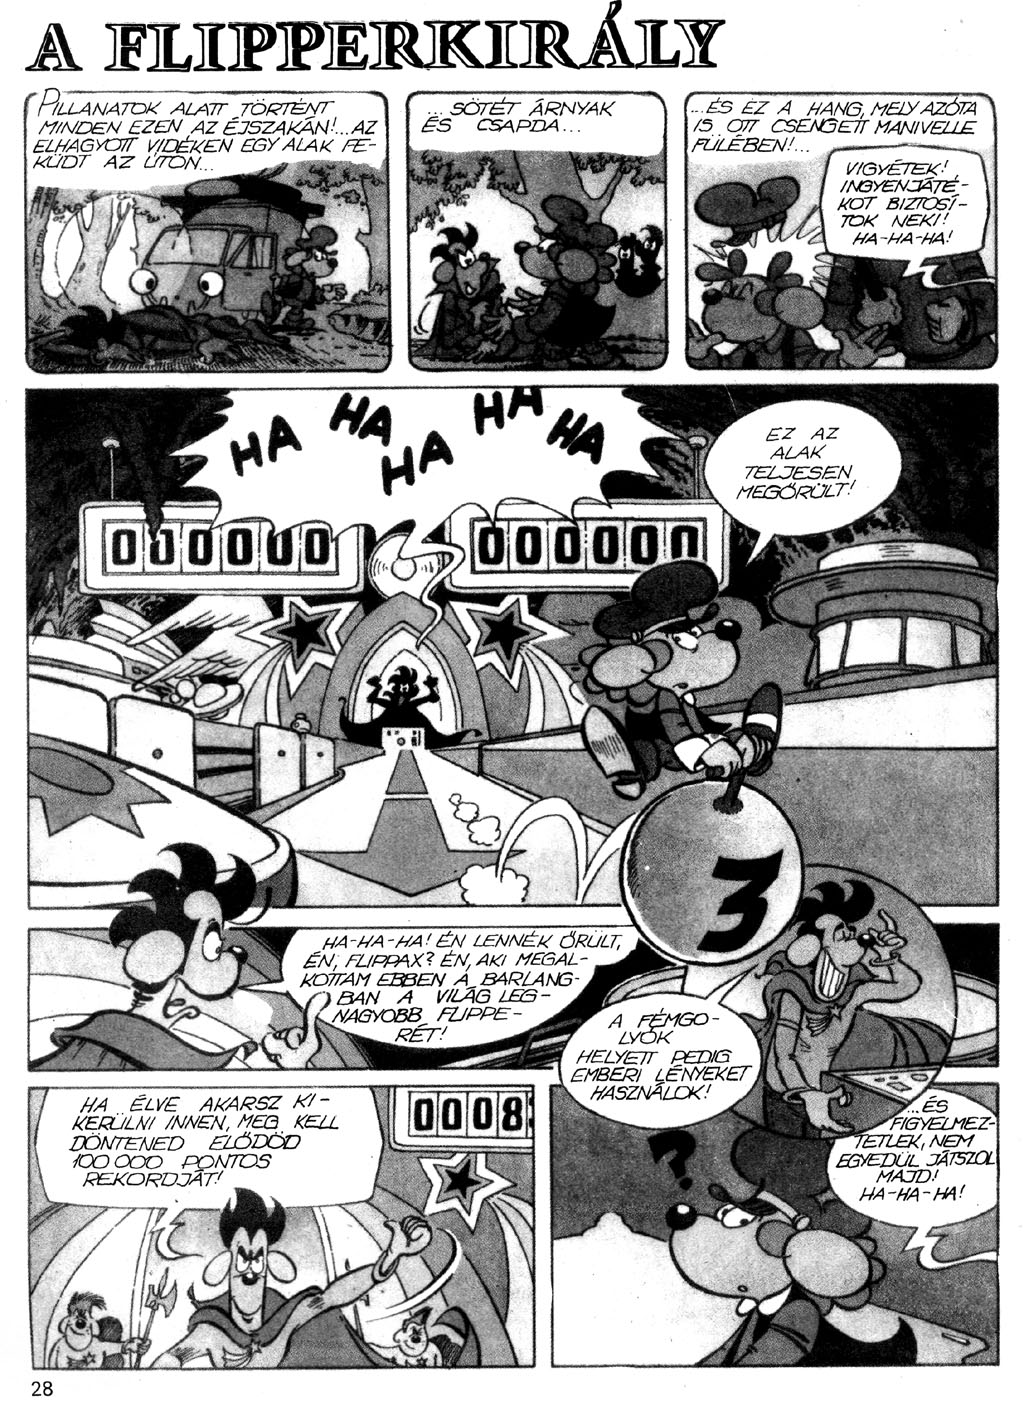 A FLIPPERKIRÁLY
PILLANATOK ALATT TÖRTÉNT
MINDEN EZEN AZ ÉJSZAKÁN!...AZ
ELHAGYOTT VIDÉKEN EGY ALAK FE-
KÜDT AZ ÚTON...
... SÖTÉT ÁRNYAK
ÉS CSAPDA...
...ÉS EZ A HANG, MELY AZÓTA
IS OTT CSENGETT MANIVELLE
FÜLÉBEN!...
VIGYÉTEK!
INGYENJÁTÉ-
KOT BIZTOSÍ-
TOK NEKI!
HA-HA-HA!
HA HA HA HA HA
EZ AZ
ALAK
TELJESEN
MEGŐRÜLT!
000000
000000
3
HA-HA-HA! ÉN LENNÉK ŐRÜLT,
ÉN, FLIPPAX? ÉN, AKI MEGAL-
KOTTAM EBBEN A BARLANG-
BAN A VILÁG LEG-
NAGYOBB FLIPPE-
RÉT!
A FÉMGO-
LYÓK
HELYETT PEDIG
EMBERI LÉNYEKET
HASZNÁLOK!
HA ÉLVE AKARSZ KI-
KERÜLNI INNEN, MEG KELL
DÖNTENED ELŐDÖD
100 000 PONTOS
REKORDJÁT!
0008
?
...ÉS
FIGYELMEZ-
TETLEK, NEM
EGYEDÜL JÁTSZOL
MAJD!
HA-HA-HA!
28